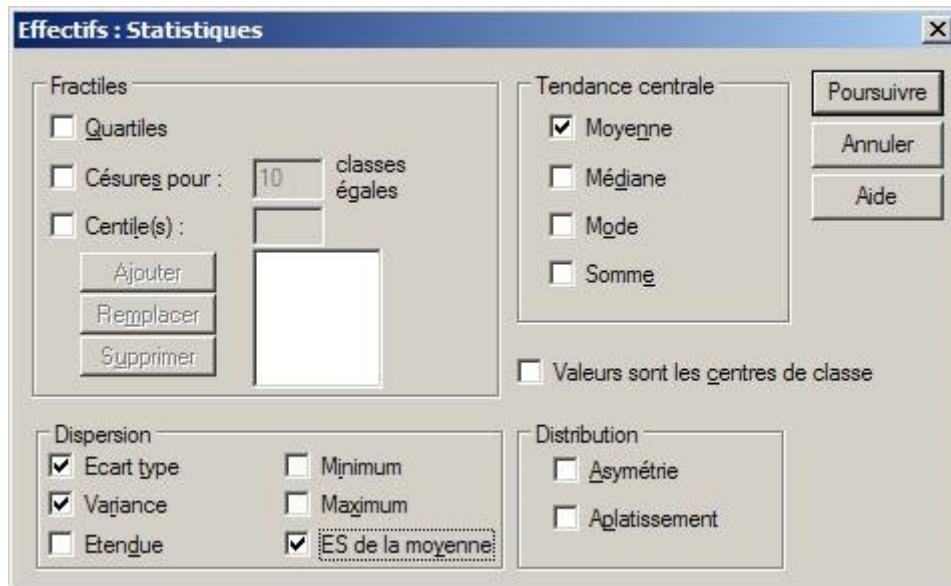 Effectifs : Statistiques
Fractiles
Quartiles
Césures pour : 10 classes égales
Centile(s) :
Ajouter
Remplacer
Supprimer
Tendance centrale
Moyenne
Médiane
Mode
Somme
Poursuivre
Annuler
Aide
Valeurs sont les centres de classe
Dispersion
Ecart type
Variance
Etendue
Minimum
Maximum
ES de la moyenne
Distribution
Asymétrie
Aplatissement